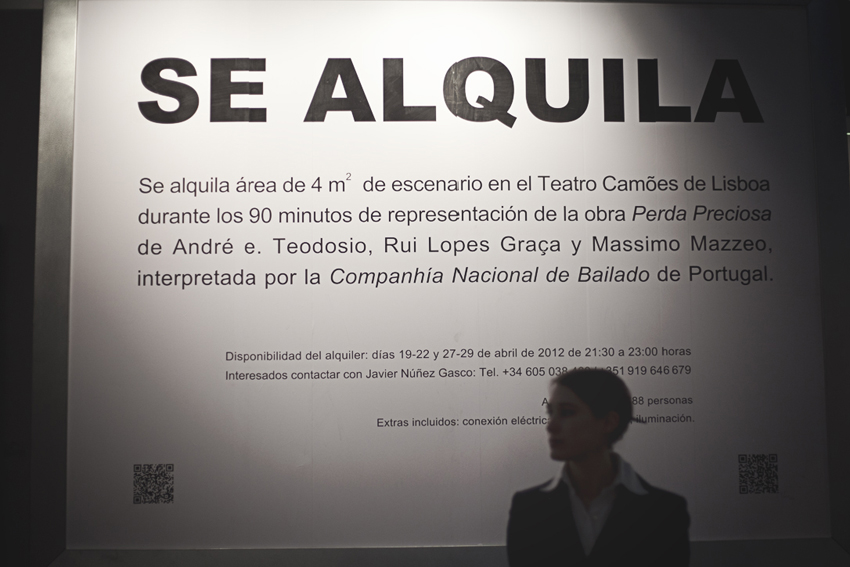 SE ALQUILA
Se alquila área de 4 m² de escenario en el Teatro Camões de Lisboa
durante los 90 minutos de representación de la obra Perda Preciosa
de André e. Teodosio, Rui Lopes Graça y Massimo Mazzeo,
interpretada por la Companhía Nacional de Bailado de Portugal.
Disponibilidad del alquiler: días 19-22 y 27-29 de abril de 2012 de 21:30 a 23:00 horas
Interesados contactar con Javier Núñez Gasco: Tel. +34 605 038 351 919 646 679
88 personas
Extras incluidos: conexión iluminación.